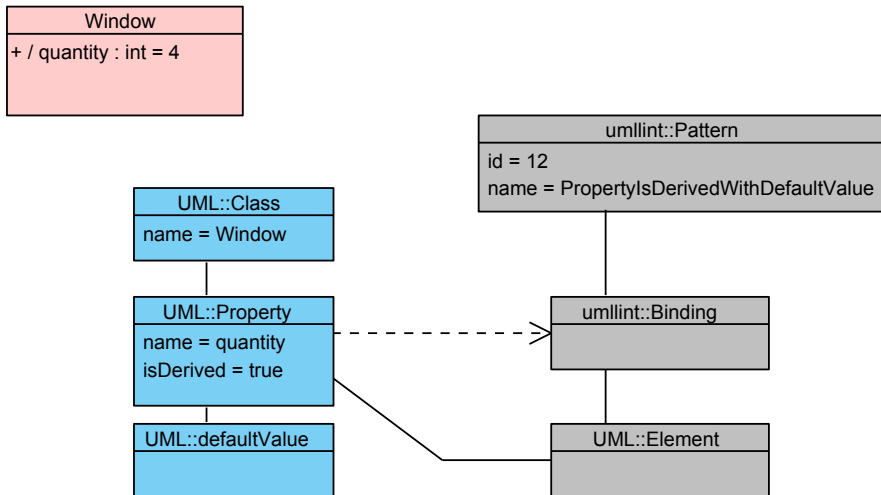 Window
+ / quantity : int = 4
umllint::Pattern
id = 12
name = PropertyIsDerivedWithDefaultValue
UML::Class
name = Window
UML::Property
name = quantity
isDerived = true
umllint::Binding
UML::defaultValue
UML::Element